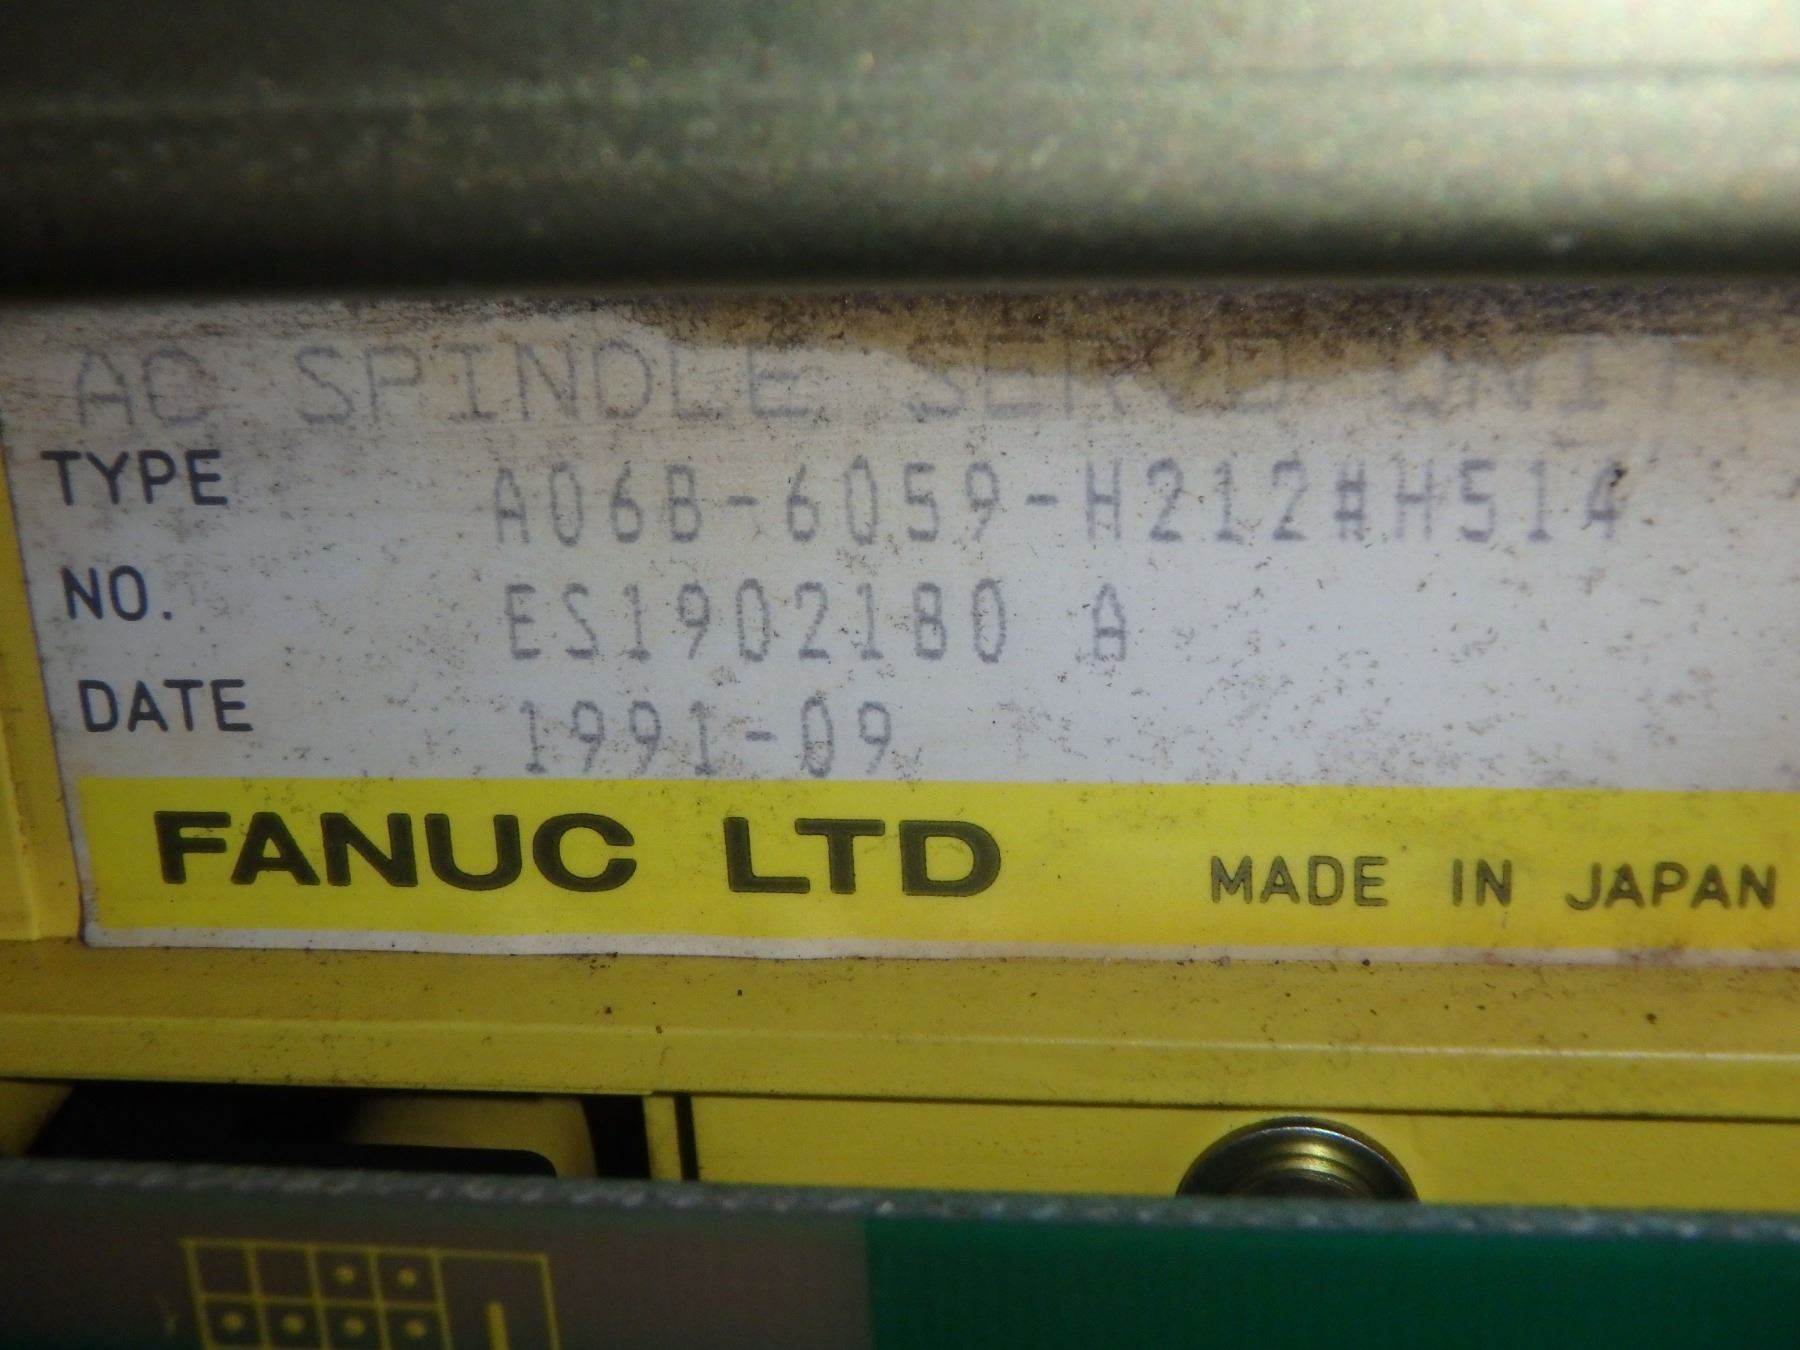 AC SPINDLE SERVO UNIT
TYPE A06B-6059-H212#H514
NO. ES1902180 A
DATE 1991-09
FANUC LTD MADE IN JAPAN